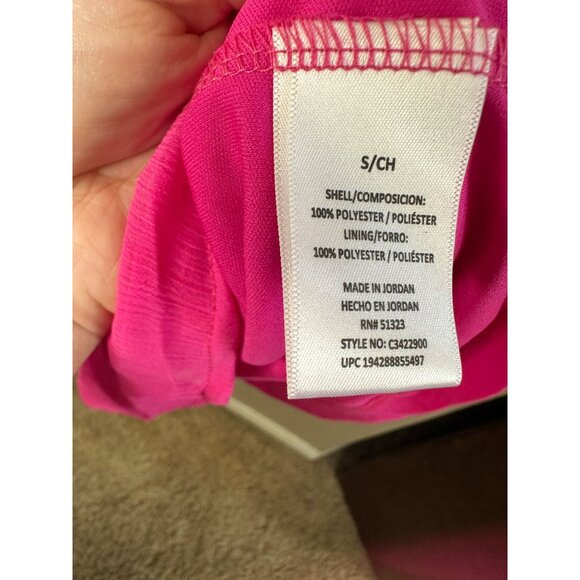 S/CH
SHELL/COMPOSICION:
100% POLYESTER / POLIÉSTER
LINING/FORRO:
100% POLYESTER / POLIÉSTER
MADE IN JORDAN
HECHO EN JORDAN
RN# 51323
STYLE NO: C3422900
UPC 194288855497